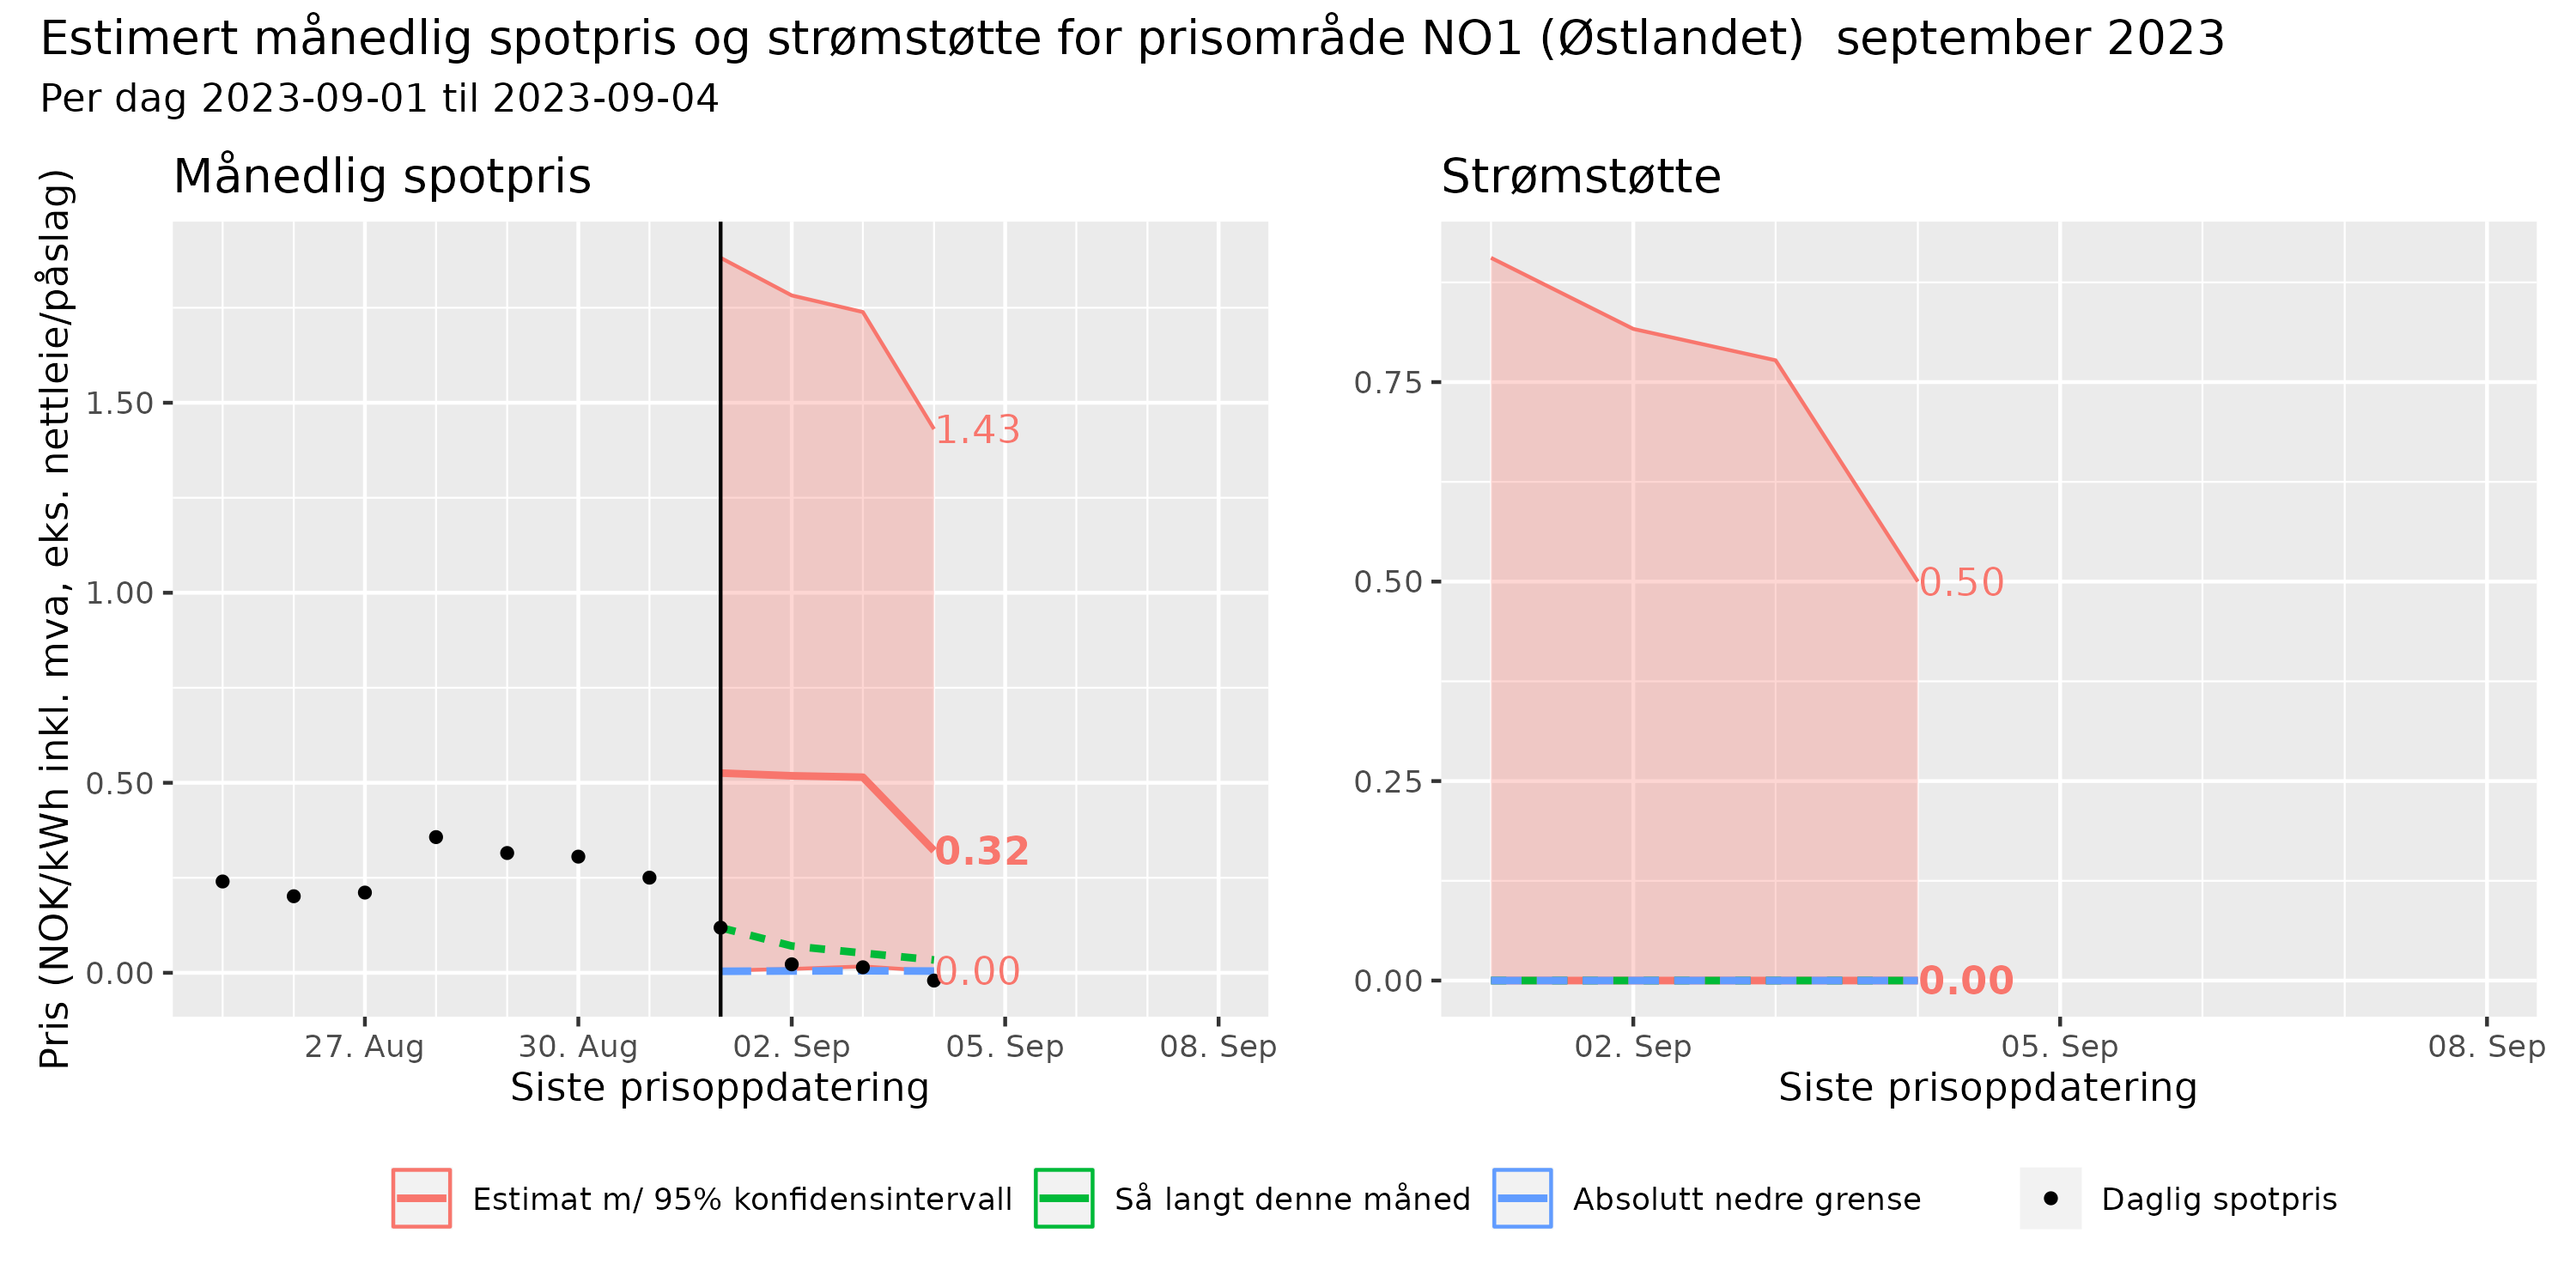 Estimert månedlig spotpris og strømstøtte for prisområde NO1 (Østlandet)  september 2023
Per dag 2023-09-01 til 2023-09-04
Månedlig spotpris
Pris (NOK/kWh inkl. mva, eks. nettleie/påslag)
1.50
1.00
0.50
0.00
1.43
0.32
0.00
27. Aug
30. Aug
02. Sep
05. Sep
08. Sep
Siste prisoppdatering
Strømstøtte
0.75
0.50
0.25
0.00
0.50
0.00
02. Sep
05. Sep
08. Sep
Siste prisoppdatering
Estimat m/ 95% konfidensintervall
Så langt denne måned
Absolutt nedre grense
Daglig spotpris